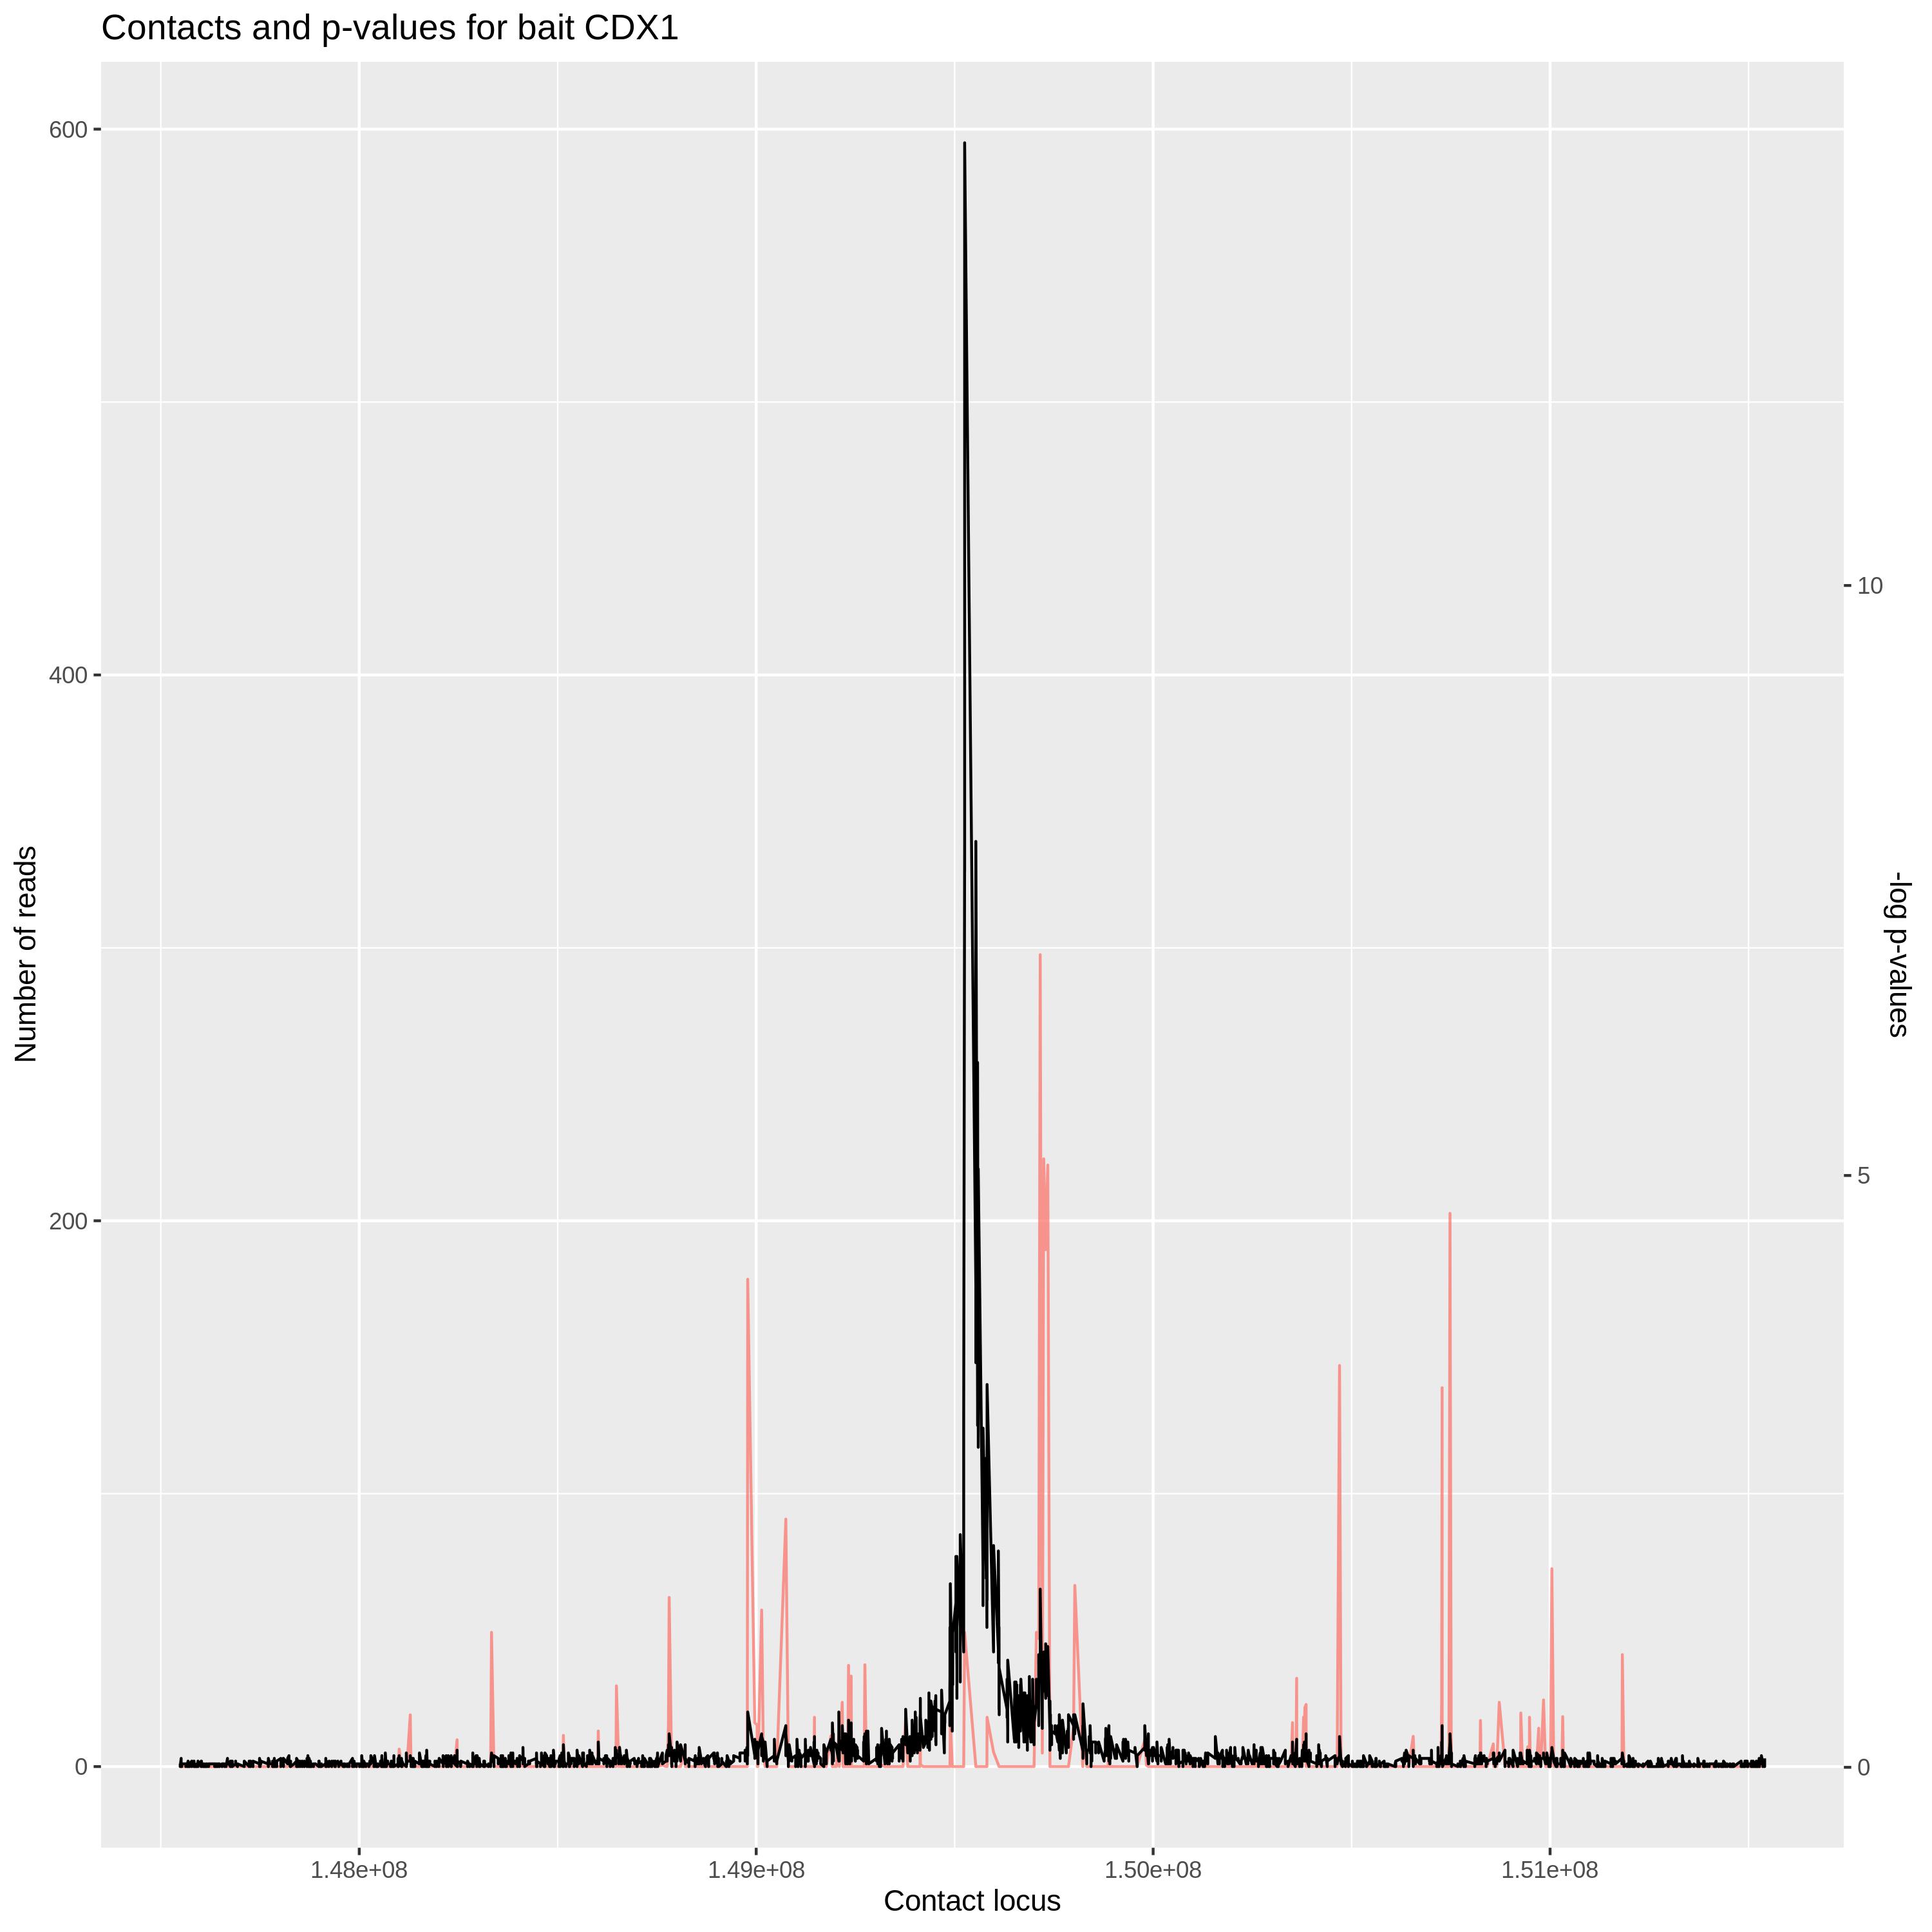 Contacts and p-values for bait CDX1
600
400
200
0
Number of reads
10
5
0
-log p-values
1.48e+08 1.49e+08 1.50e+08 1.51e+08
Contact locus